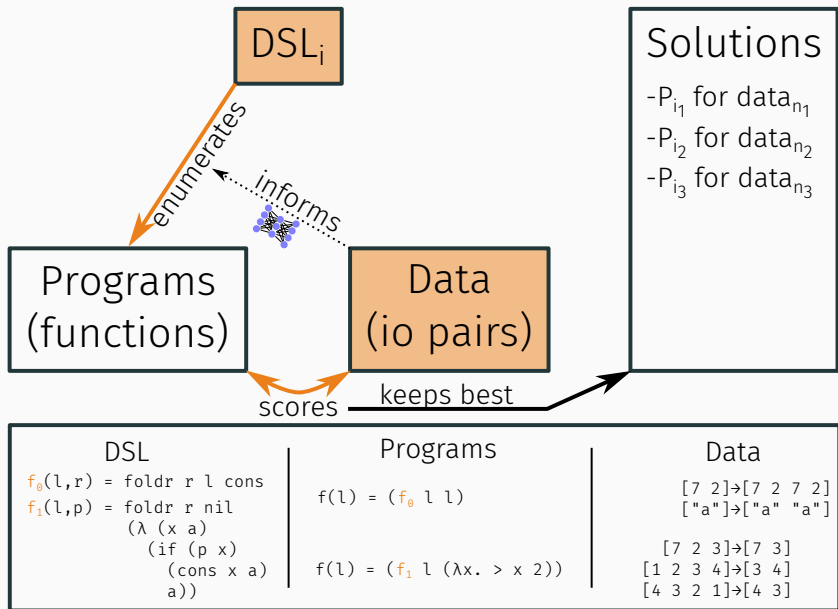 DSLᵢ
enumerates
informs
Programs
(functions)
Data
(io pairs)
scores
keeps best
Solutions
-Pᵢ₁ for dataₙ₁
-Pᵢ₂ for dataₙ₂
-Pᵢ₃ for dataₙ₃
DSL
f₀(l,r) = foldr r l cons
f₁(l,p) = foldr r nil
(λ (x a)
(if (p x)
(cons x a)
a))
Programs
f(l) = (f₀ l l)
f(l) = (f₁ l (λx. > x 2))
Data
[7 2]→[7 2 7 2]
["a"]→["a" "a"]
[7 2 3]→[7 3]
[1 2 3 4]→[3 4]
[4 3 2 1]→[4 3]